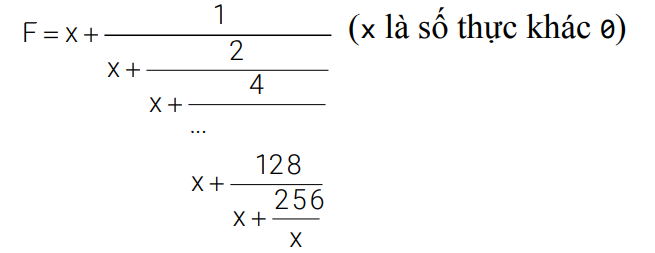 F = x + 1 (x là số thực khác 0)
x + 2
x + 4
...
x + 128
x + 256
x